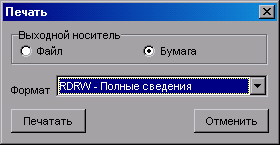 Печать
Выходной носитель
Файл Бумага
Формат RDRW - Полные сведения
Печатать Отменить